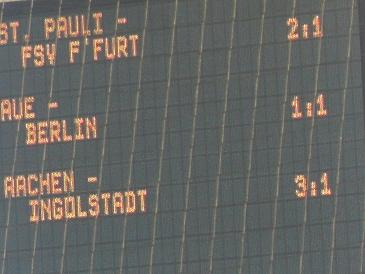 ST. PAULI - 2:1
FSV F'FURT
AUE - 1:1
BERLIN
AACHEN - 3:1
INGOLSTADT